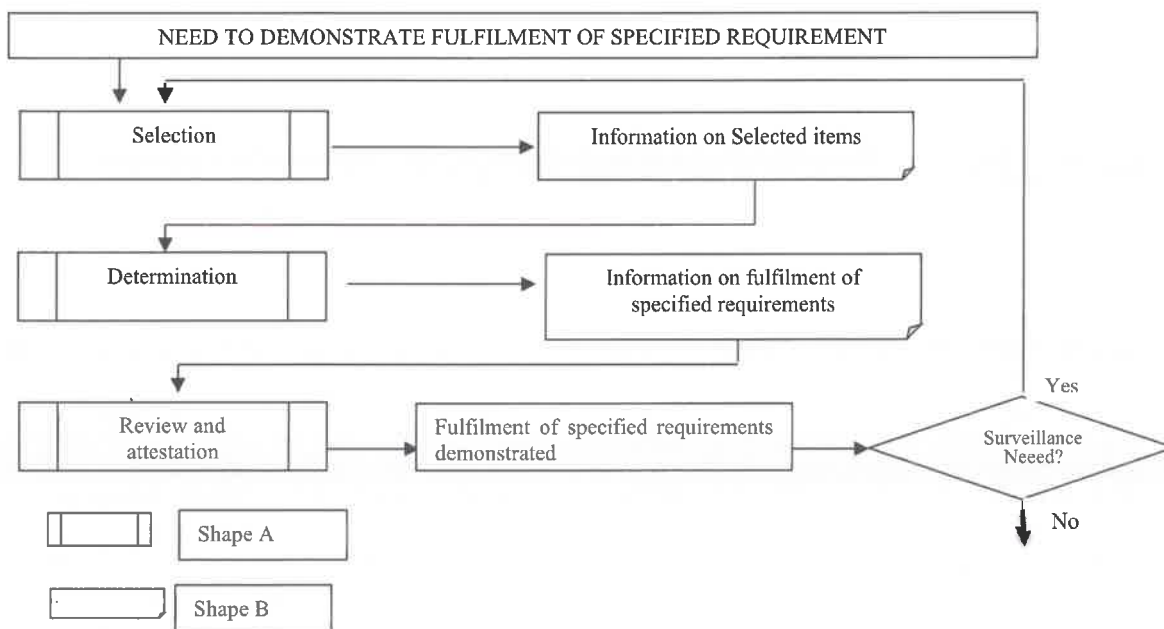 NEED TO DEMONSTRATE FULFILMENT OF SPECIFIED REQUIREMENT
Selection
Information on Selected items
Determination
Information on fulfilment of
specified requirements
Yes
Review and
attestation
Fulfilment of specified requirements
demonstrated
Surveillance
Neeed?
No
Shape A
Shape B